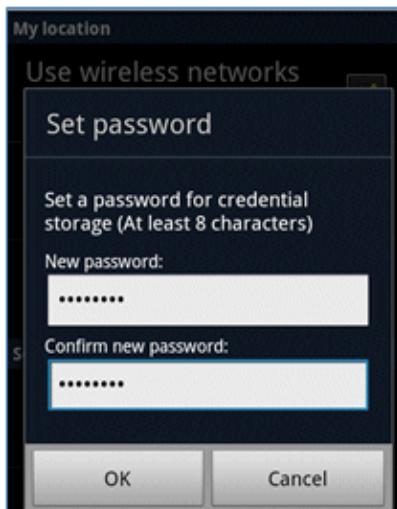 My location
Use wireless networks
Set password
Set a password for credential
storage (At least 8 characters)
New password:
••••••••
Confirm new password:
••••••••
S
OK
Cancel